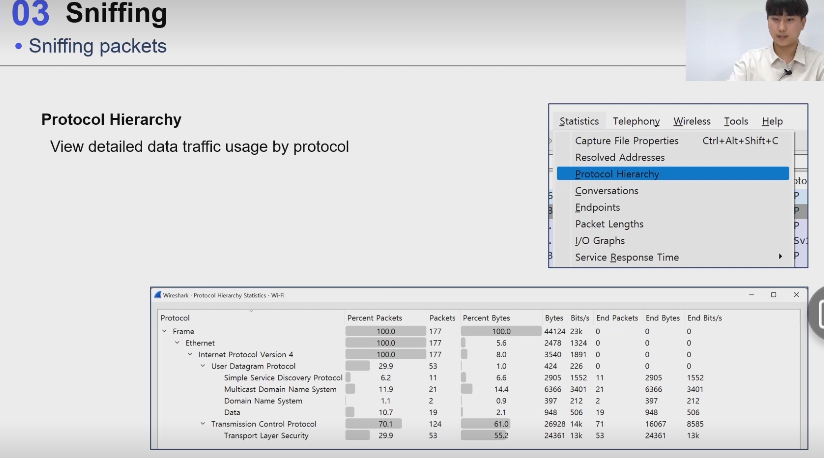 03 Sniffing
• Sniffing packets
Protocol Hierarchy
View detailed data traffic usage by protocol
Statistics Telephony Wireless Tools Help
Capture File Properties Ctrl+Alt+Shift+C
Resolved Addresses
Protocol Hierarchy
Conversations
Endpoints
Packet Lengths
I/O Graphs
Service Response Time
Wireshark · Protocol Hierarchy Statistics · Wi-Fi
Protocol Percent Packets Packets Percent Bytes Bytes Bits/s End Packets End Bytes End Bits/s
Frame 100.0 177 100.0 44124 23k 0 0 0
Ethernet 100.0 177 5.6 2478 1324 0 0 0
Internet Protocol Version 4 100.0 177 8.0 3540 1891 0 0 0
User Datagram Protocol 29.9 53 1.0 424 226 0 0 0
Simple Service Discovery Protocol 6.2 11 6.6 2905 1552 11 2905 1552
Multicast Domain Name System 11.9 21 14.4 6366 3401 21 6366 3401
Domain Name System 1.1 2 0.9 397 212 2 397 212
Data 10.7 19 2.1 948 506 19 948 506
Transmission Control Protocol 70.1 124 61.0 26928 14k 71 16067 8585
Transport Layer Security 29.9 53 55.2 24361 13k 53 24361 13k